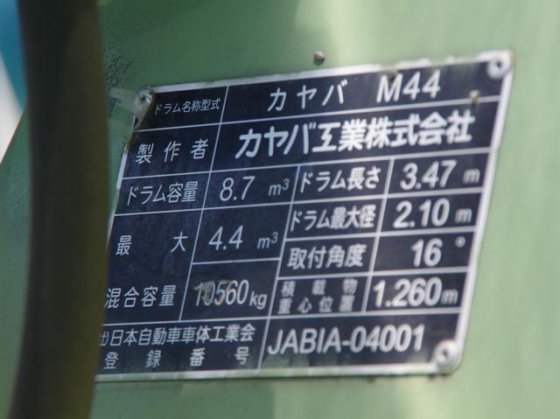 ドラム名称型式 カヤバ M44
製作者 カヤバ工業株式会社
ドラム容量 8.7 m³ ドラム長さ 3.47 m
最大 4.4 m³ ドラム最大径 2.10 m
取付角度 16°
混合容量 10560kg 積載物重心位置 1.260m
日本自動車車体工業会
登録番号 JABIA-04001